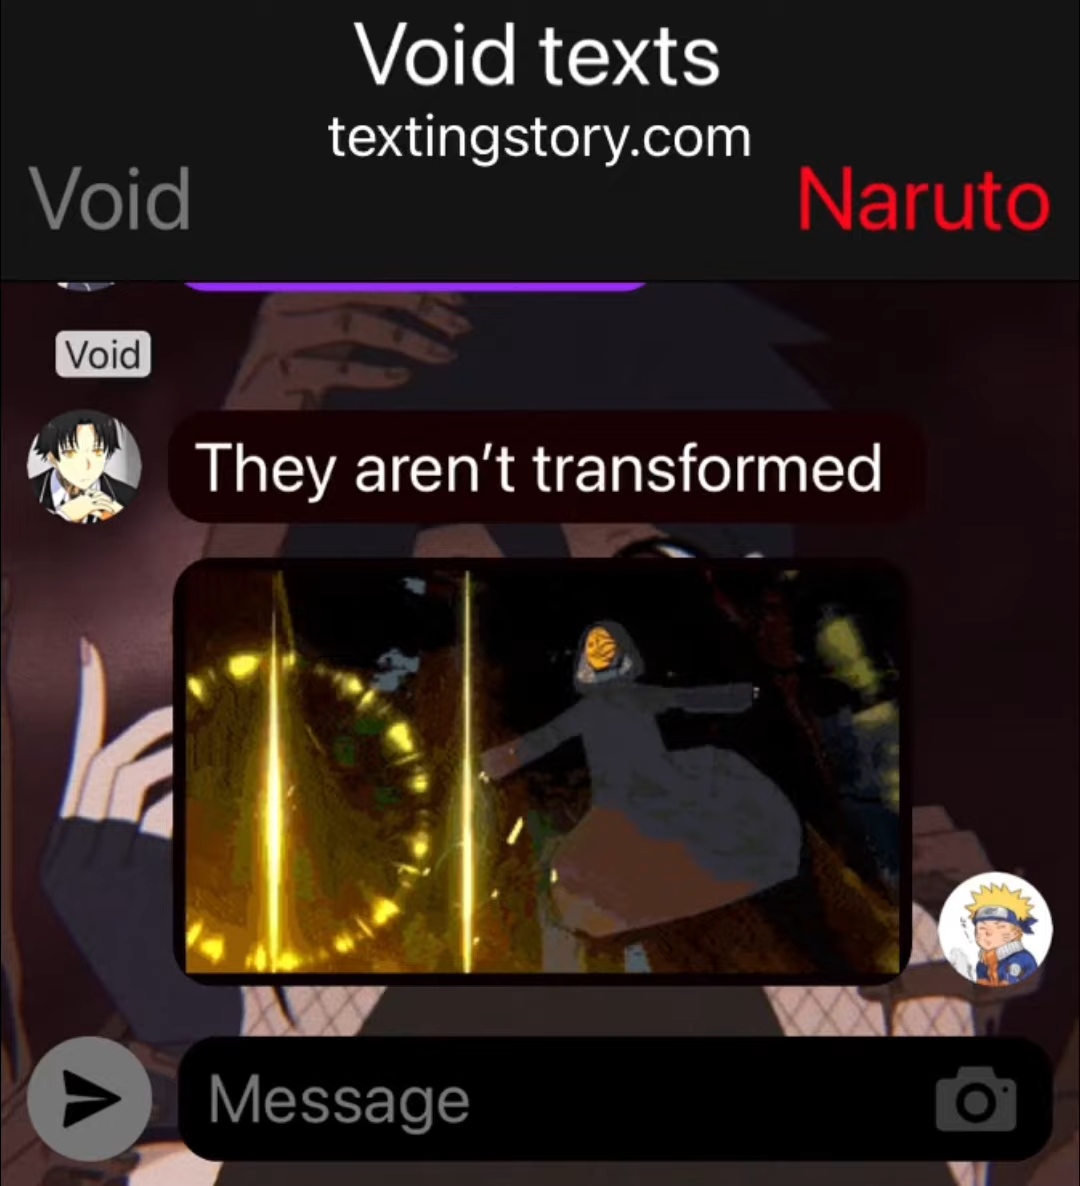 Void texts
textingstory.com
Void
Naruto
Void
They aren’t transformed
Message